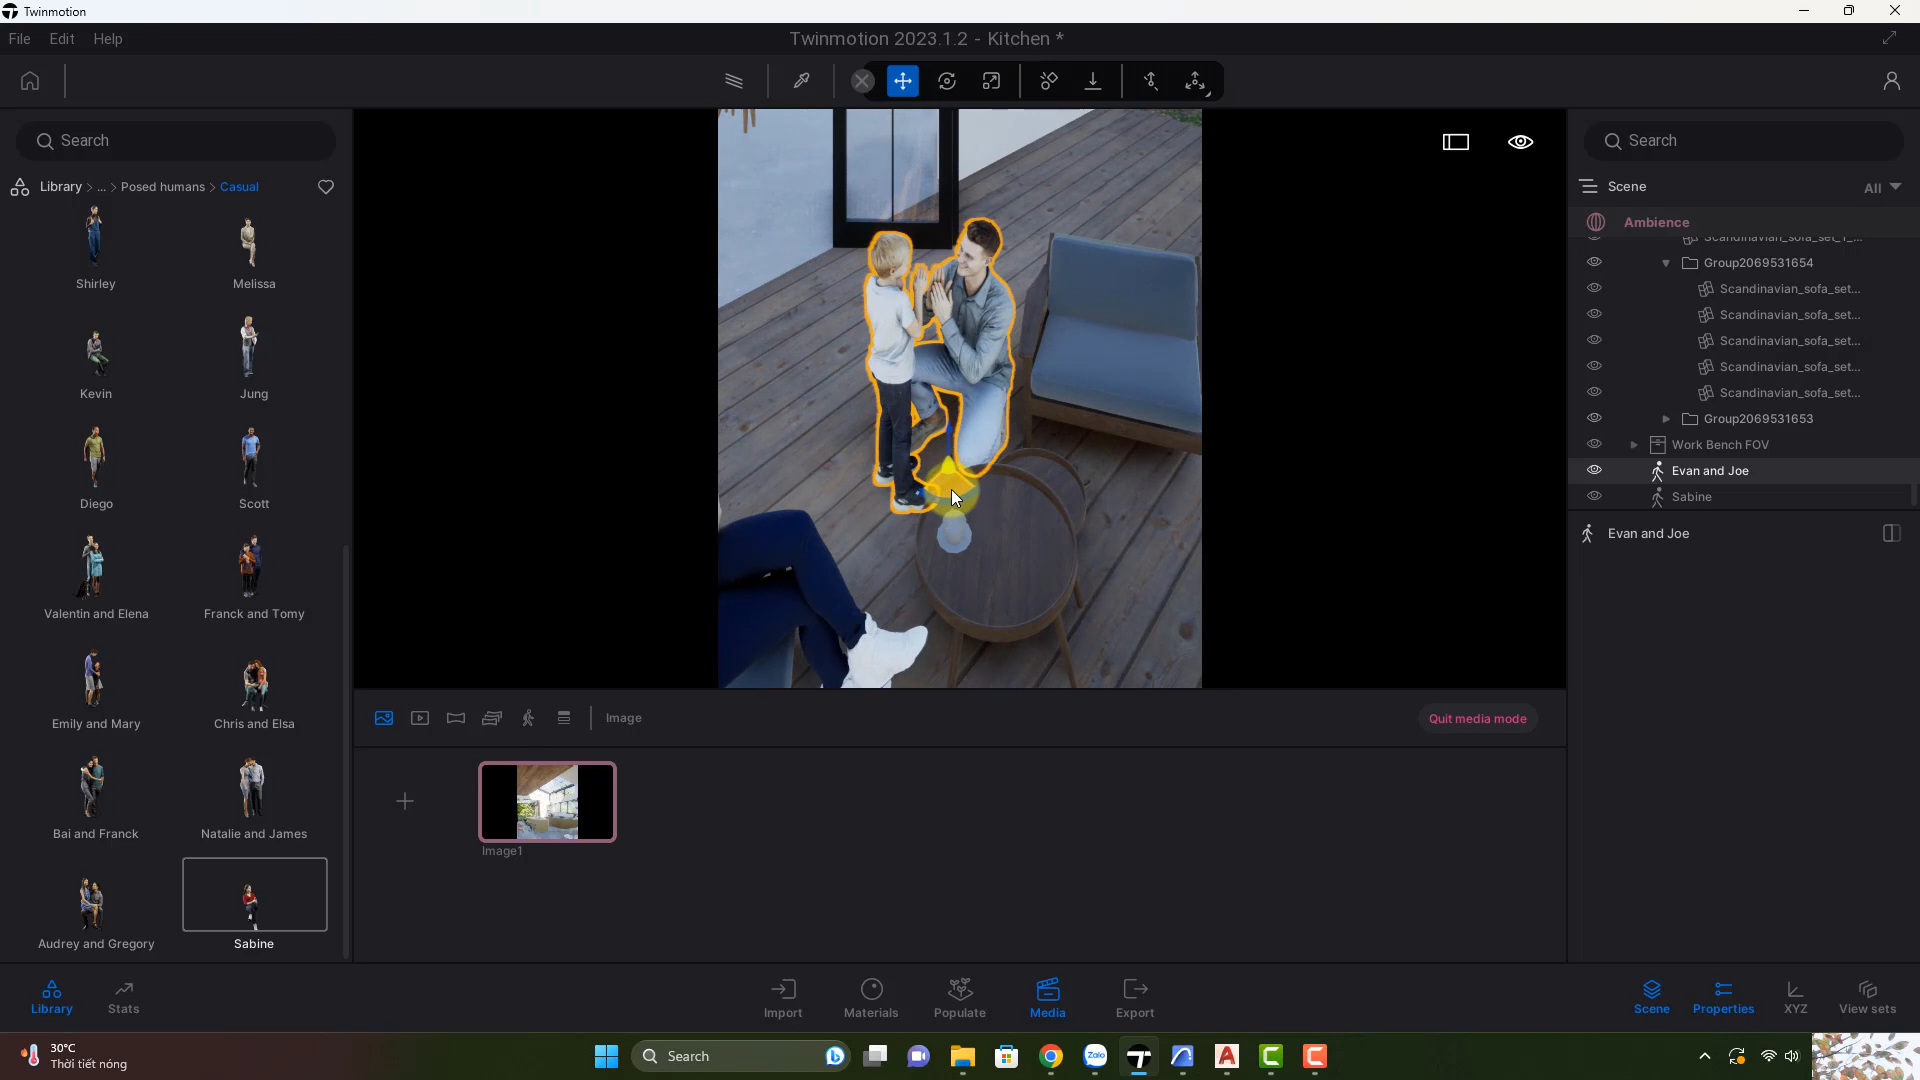 Twinmotion
File Edit Help
Twinmotion 2023.1.2 - Kitchen *
Search
Library > ... > Posed humans > Casual
Shirley
Melissa
Kevin
Jung
Diego
Scott
Valentin and Elena
Franck and Tomy
Emily and Mary
Chris and Elsa
Bai and Franck
Natalie and James
Audrey and Gregory
Sabine
Image
Quit media mode
Image1
Search
Scene
All
Ambience
Group2069531654
Scandinavian_sofa_set...
Scandinavian_sofa_set...
Scandinavian_sofa_set...
Scandinavian_sofa_set...
Scandinavian_sofa_set...
Group2069531653
Work Bench FOV
Evan and Joe
Sabine
Evan and Joe
Library
Stats
Import
Materials
Populate
Media
Export
Scene
Properties
XYZ
View sets
30°C
Thời tiết nóng
Search
Zalo